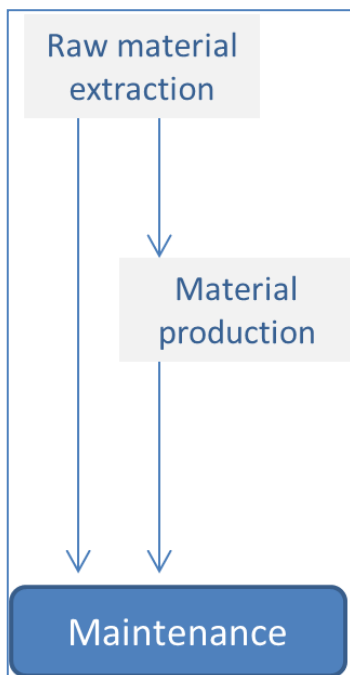 Raw material
extraction
Material
production
Maintenance